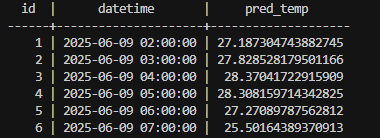 id | datetime | pred_temp
----+---------------------+--------------------
1 | 2025-06-09 02:00:00 | 27.187304743882745
2 | 2025-06-09 03:00:00 | 27.828528179501166
3 | 2025-06-09 04:00:00 | 28.37041722915909
4 | 2025-06-09 05:00:00 | 28.308159714342825
5 | 2025-06-09 06:00:00 | 27.27089787562812
6 | 2025-06-09 07:00:00 | 25.50164389370913